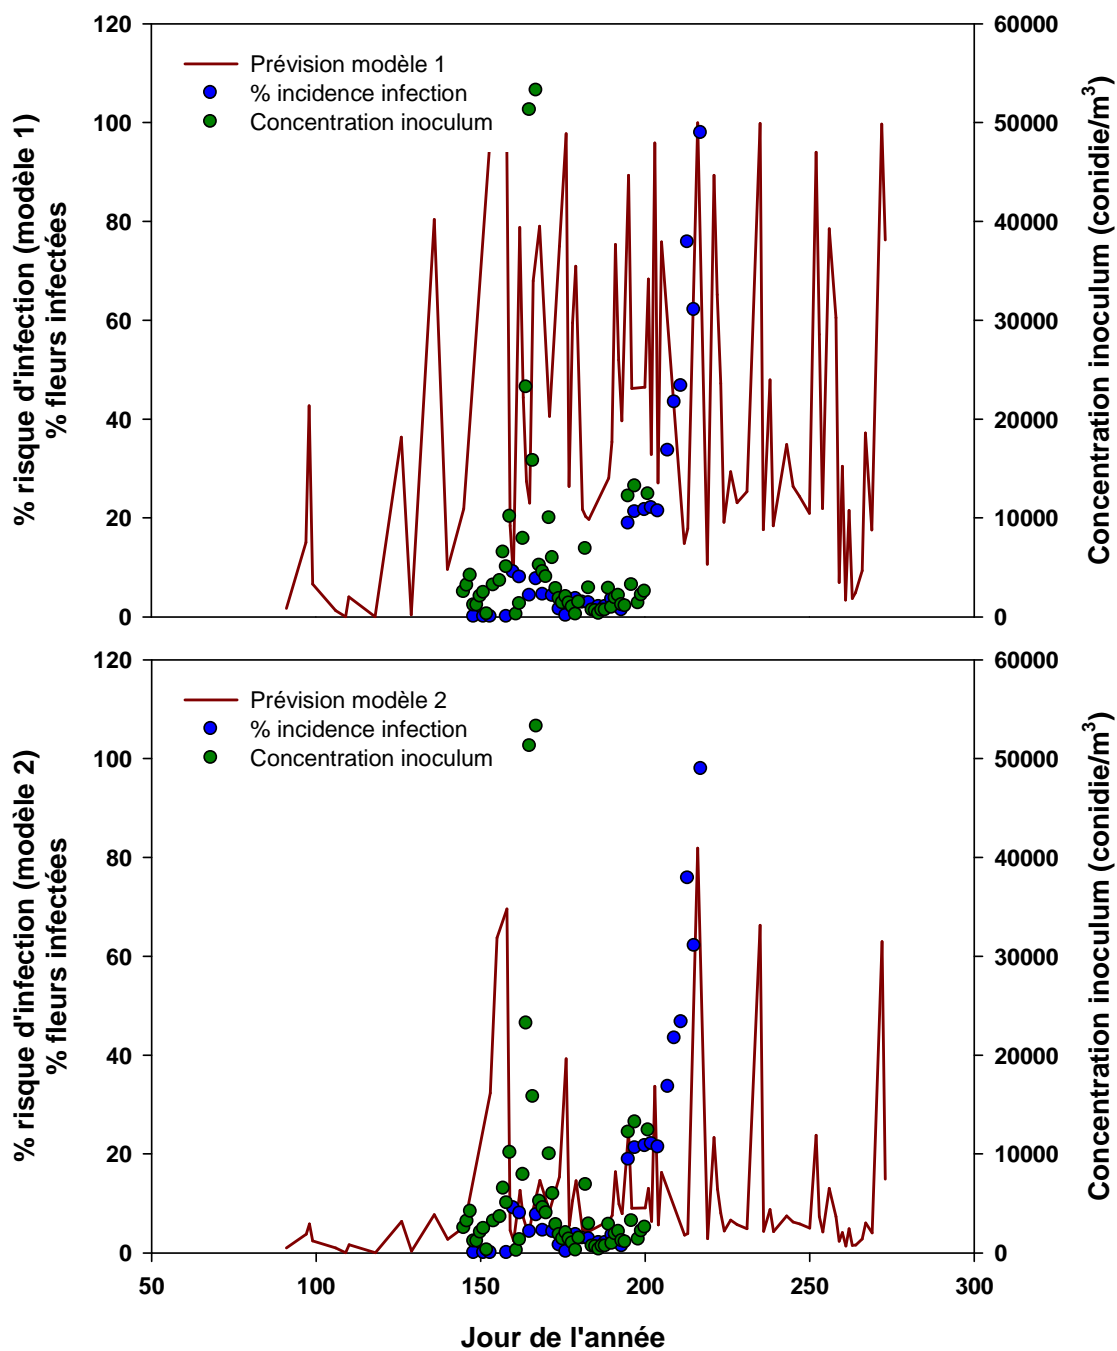 120
100
80
60
40
20
0
% risque d'infection (modèle 1)
% fleurs infectées
Prévision modèle 1
% incidence infection
Concentration inoculum
60000
50000
40000
30000
20000
10000
0
Concentration inoculum (conidie/m³)
120
100
80
60
40
20
0
% risque d'infection (modèle 2)
% fleurs infectées
Prévision modèle 2
% incidence infection
Concentration inoculum
60000
50000
40000
30000
20000
10000
0
Concentration inoculum (conidie/m³)
50 100 150 200 250 300
Jour de l'année